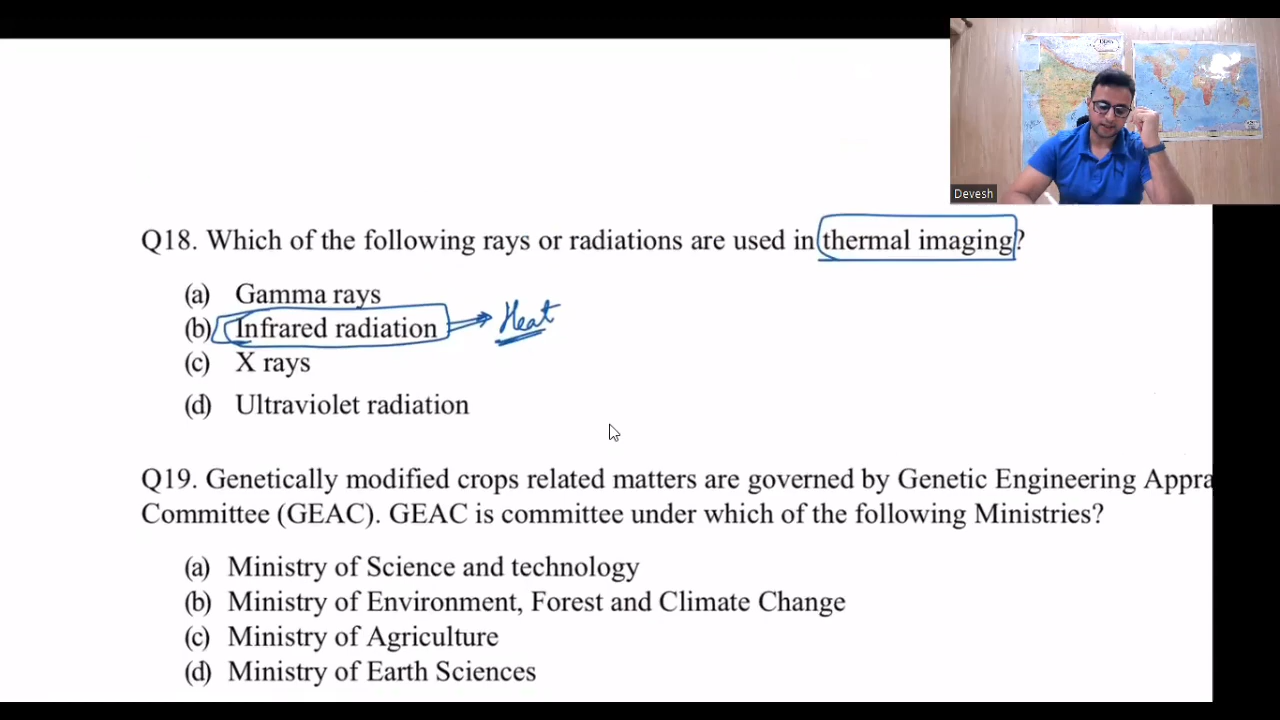 Devesh
Q18. Which of the following rays or radiations are used in thermal imaging?
(a) Gamma rays
(b) Infrared radiation Heat
(c) X rays
(d) Ultraviolet radiation
Q19. Genetically modified crops related matters are governed by Genetic Engineering Appra
Committee (GEAC). GEAC is committee under which of the following Ministries?
(a) Ministry of Science and technology
(b) Ministry of Environment, Forest and Climate Change
(c) Ministry of Agriculture
(d) Ministry of Earth Sciences